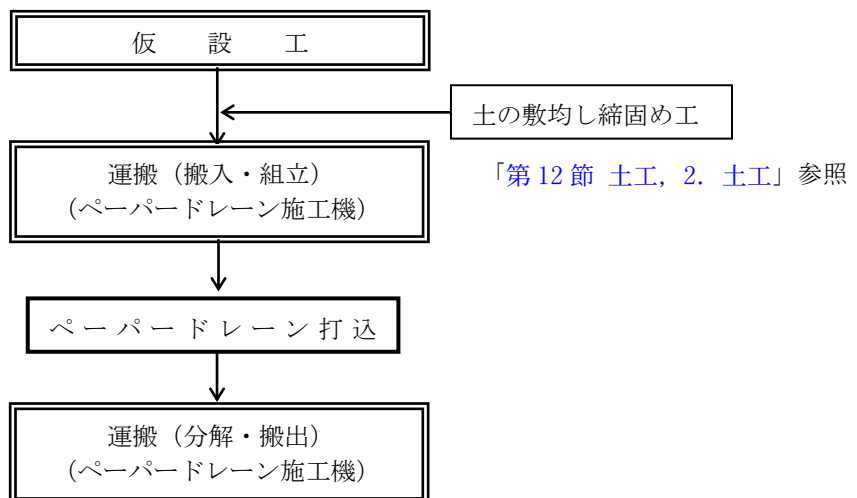 仮　設　工
土の敷均し締固め工
運搬（搬入・組立）
（ペーパードレーン施工機）
「第 12 節 土工，2．土工」参照
ペーパードレーン打込
運搬（分解・搬出）
（ペーパードレーン施工機）